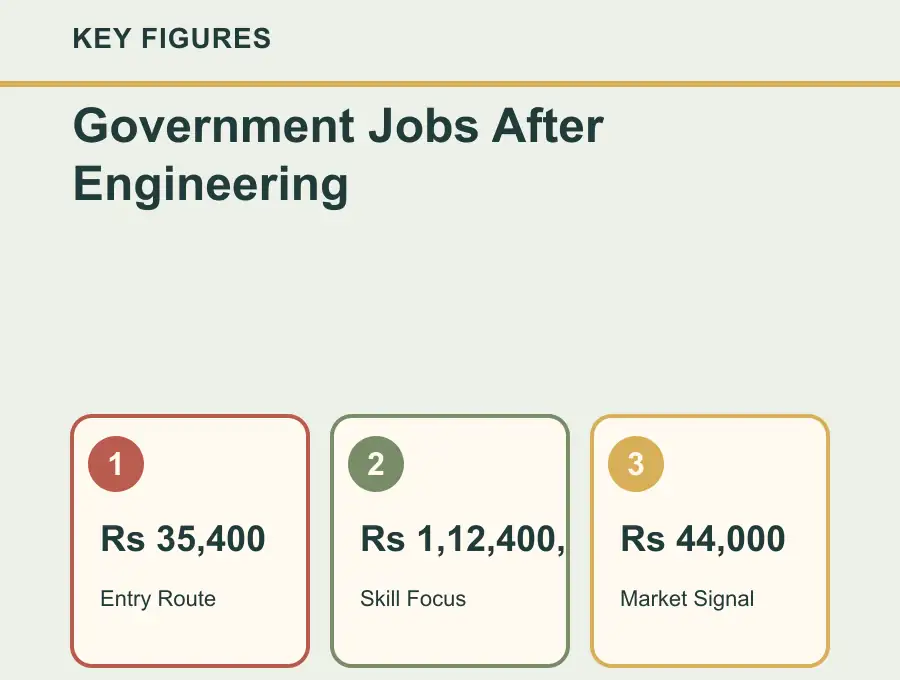 KEY FIGURES
Government Jobs After
Engineering
1
Rs 35,400
Entry Route
2
Rs 1,12,400,
Skill Focus
3
Rs 44,000
Market Signal